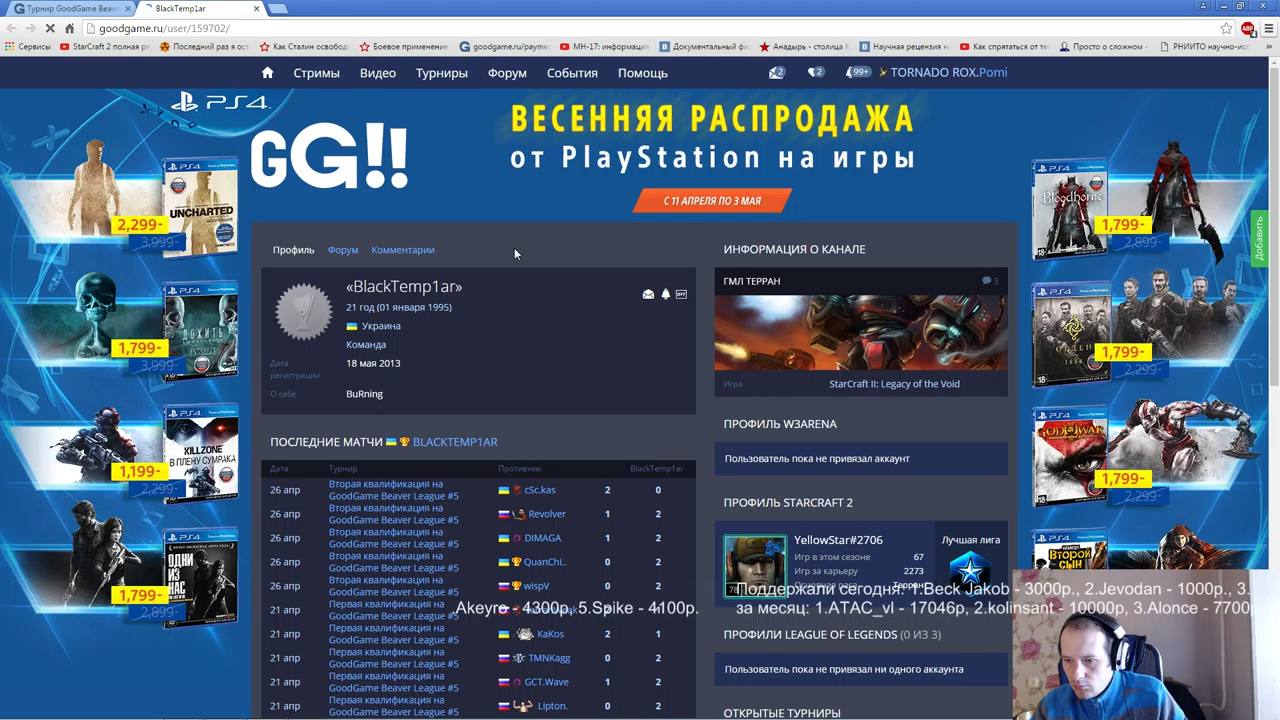 Турнир GoodGame Beaver
BlackTemp1ar
goodgame.ru/user/159702/
Сервисы
StarCraft 2 полная ре
Последний раз я ост
Как Сталин освобод
Боевое применение
goodgame.ru/payme
МН-17: информация
Документальный фи
Анадырь - столица К
Научная рецензия н
Как спрятаться от те
Просто о сложном -
РНИИТО научно-исс
Стримы
Видео
Турниры
Форум
События
Помощь
2
2
99+
TORNADO ROX.Pomi
PS4
GG!!
ВЕСЕННЯЯ РАСПРОДАЖА
от PlayStation на игры
С 11 АПРЕЛЯ ПО 3 МАЯ
UNCHARTED
2,299-
3,999-
ДОЖИТЬ
1,799-
3,999-
KILLZONE
В ПЛЕНУ СУМРАКА
1,199-
2,299-
ОДНИ ИЗ НАС
1,799-
2,899-
Bloodborne
1,799-
2,899-
ОРДЕН
1886
1,799-
2,299-
GOD OF WAR
1,799-
2,299-
ВТОРОЙ СЫН
Добавить
Профиль
Форум
Комментарии
«BlackTemp1ar»
21 год (01 января 1995)
Украина
Команда
Дата регистрации
18 мая 2013
О себе
BuRning
ПОСЛЕДНИЕ МАТЧИ BLACKTEMP1AR
Дата Турнир Противник BlackTemp1ar
26 апр Вторая квалификация на GoodGame Beaver League #5 cSc.kas 2 0
26 апр Вторая квалификация на GoodGame Beaver League #5 Revolver 1 2
26 апр Вторая квалификация на GoodGame Beaver League #5 DIMAGA 1 2
26 апр Вторая квалификация на GoodGame Beaver League #5 QuanChi.. 0 2
26 апр Вторая квалификация на GoodGame Beaver League #5 wispV 0 2
21 апр Первая квалификация на GoodGame Beaver League #5
21 апр Первая квалификация на GoodGame Beaver League #5 KaKos 2 1
21 апр Первая квалификация на GoodGame Beaver League #5 TMNKagg 0 2
21 апр Первая квалификация на GoodGame Beaver League #5 GCT.Wave 1 2
21 апр Первая квалификация на GoodGame Beaver League #5 Lipton. 0 2
ИНФОРМАЦИЯ О КАНАЛЕ
ГМЛ ТЕРРАН
3
Игра StarCraft II: Legacy of the Void
ПРОФИЛЬ W3ARENA
Пользователь пока не привязал аккаунт
ПРОФИЛЬ STARCRAFT 2
YellowStar#2706
Игр в этом сезоне 67
Игр за карьеру 2273
Терран
Лучшая лига
Akeyro - 4300р, 5.Spike - 4100р.
Поддержали сегодня: 1.Beck Jakob - 3000р., 2.Jevodan - 1000р., 3.
за месяц: 1.ATAC_vl - 17046р, 2.kolinsant - 10000р, 3.Alonce - 7700
ПРОФИЛИ LEAGUE OF LEGENDS (0 ИЗ 3)
Пользователь пока не привязал ни одного аккаунта
ОТКРЫТЫЕ ТУРНИРЫ